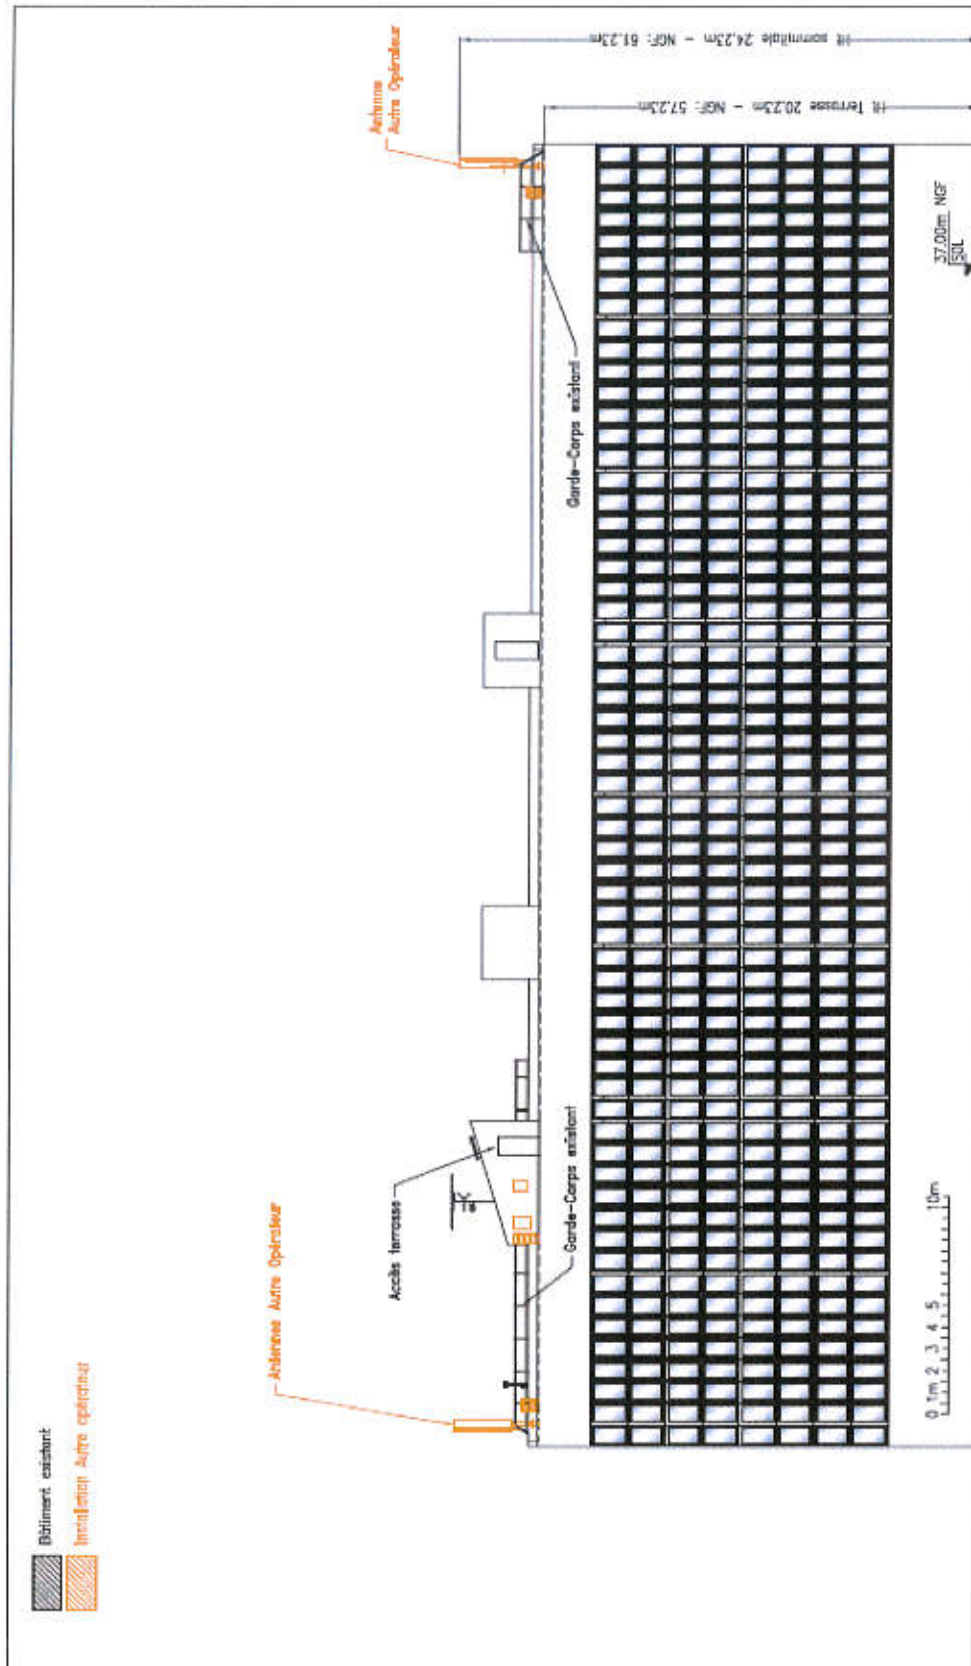 Bâtiment existant
Installation Autre opérateur
Antennes Autre Opérateur
Antenne
Autre Opérateur
Accès terrasse
Garde-Corps existant
Garde-Corps existant
Ht sommitale 24.23m - NGF: 61.23m
Ht Terrasse 20.23m - NGF: 57.23m
37.00m NGF
SOL
0 1m 2 3 4 5 10m